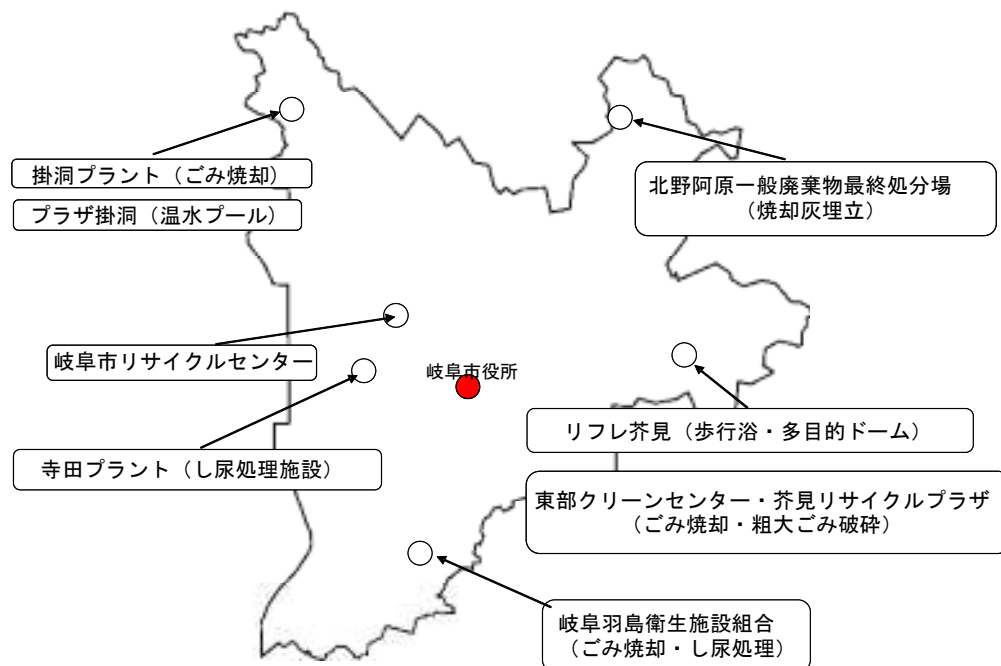 掛洞プラント（ごみ焼却）
プラザ掛洞（温水プール）
北野阿原一般廃棄物最終処分場
（焼却灰埋立）
岐阜市リサイクルセンター
岐阜市役所
寺田プラント（し尿処理施設）
リフレ芥見（歩行浴・多目的ドーム）
東部クリーンセンター・芥見リサイクルプラザ
（ごみ焼却・粗大ごみ破砕）
岐阜羽島衛生施設組合
（ごみ焼却・し尿処理）